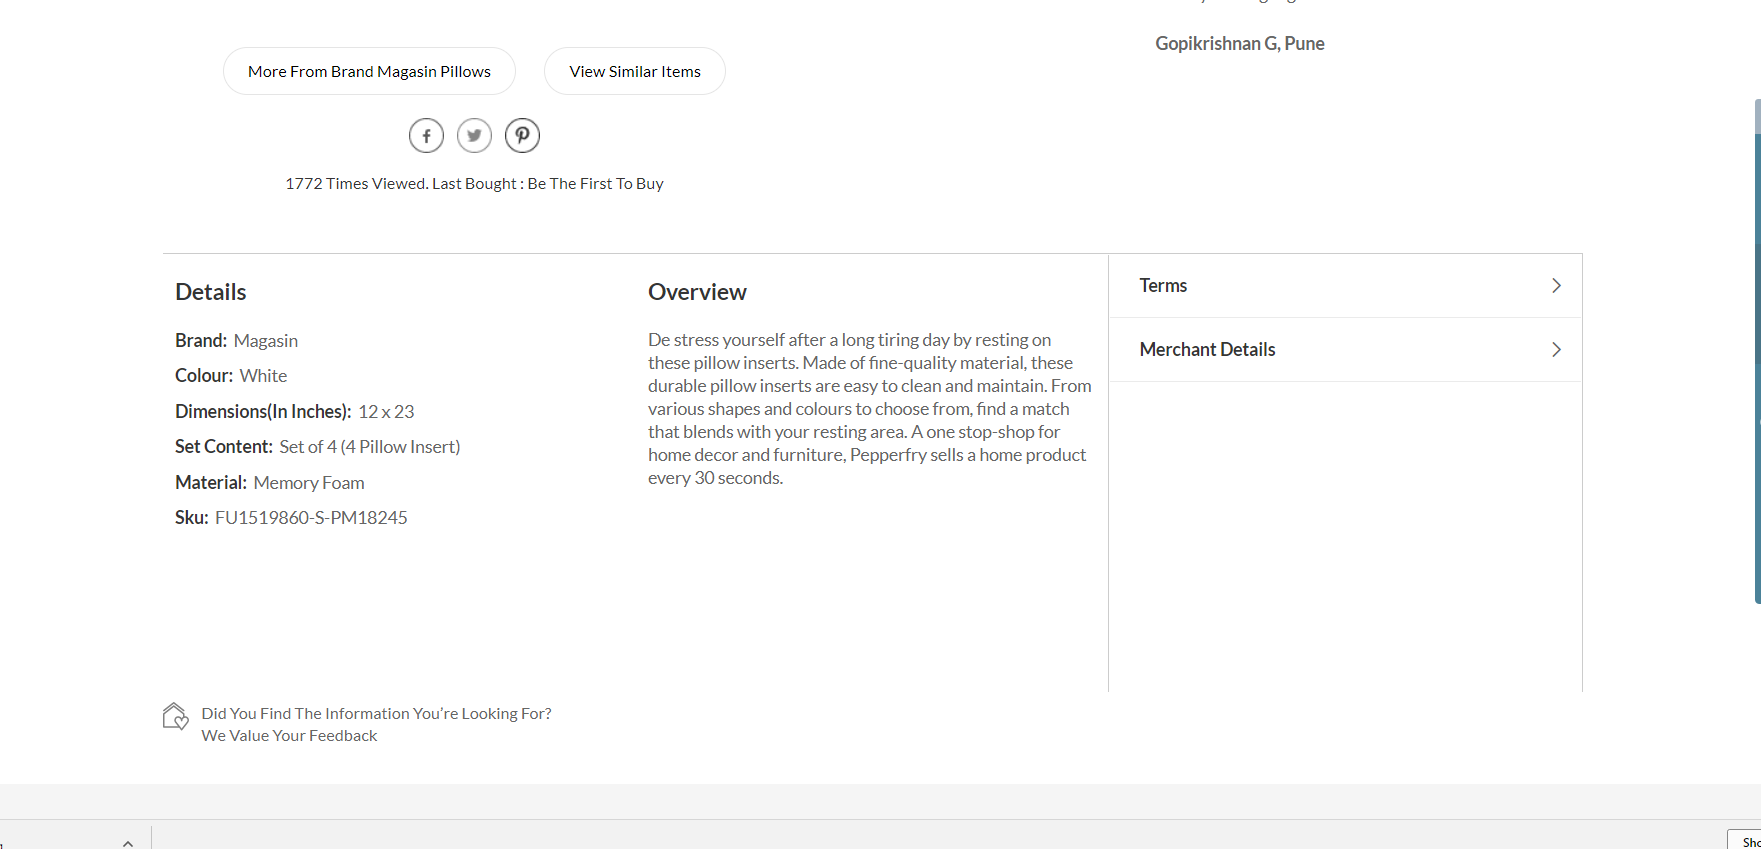 Gopikrishnan G, Pune
More From Brand Magasin Pillows
View Similar Items
1772 Times Viewed. Last Bought : Be The First To Buy
Details
Brand: Magasin
Colour: White
Dimensions(In Inches): 12 x 23
Set Content: Set of 4 (4 Pillow Insert)
Material: Memory Foam
Sku: FU1519860-S-PM18245
Overview
De stress yourself after a long tiring day by resting on
these pillow inserts. Made of fine-quality material, these
durable pillow inserts are easy to clean and maintain. From
various shapes and colours to choose from, find a match
that blends with your resting area. A one stop-shop for
home decor and furniture, Pepperfry sells a home product
every 30 seconds.
Terms
Merchant Details
Did You Find The Information You're Looking For?
We Value Your Feedback